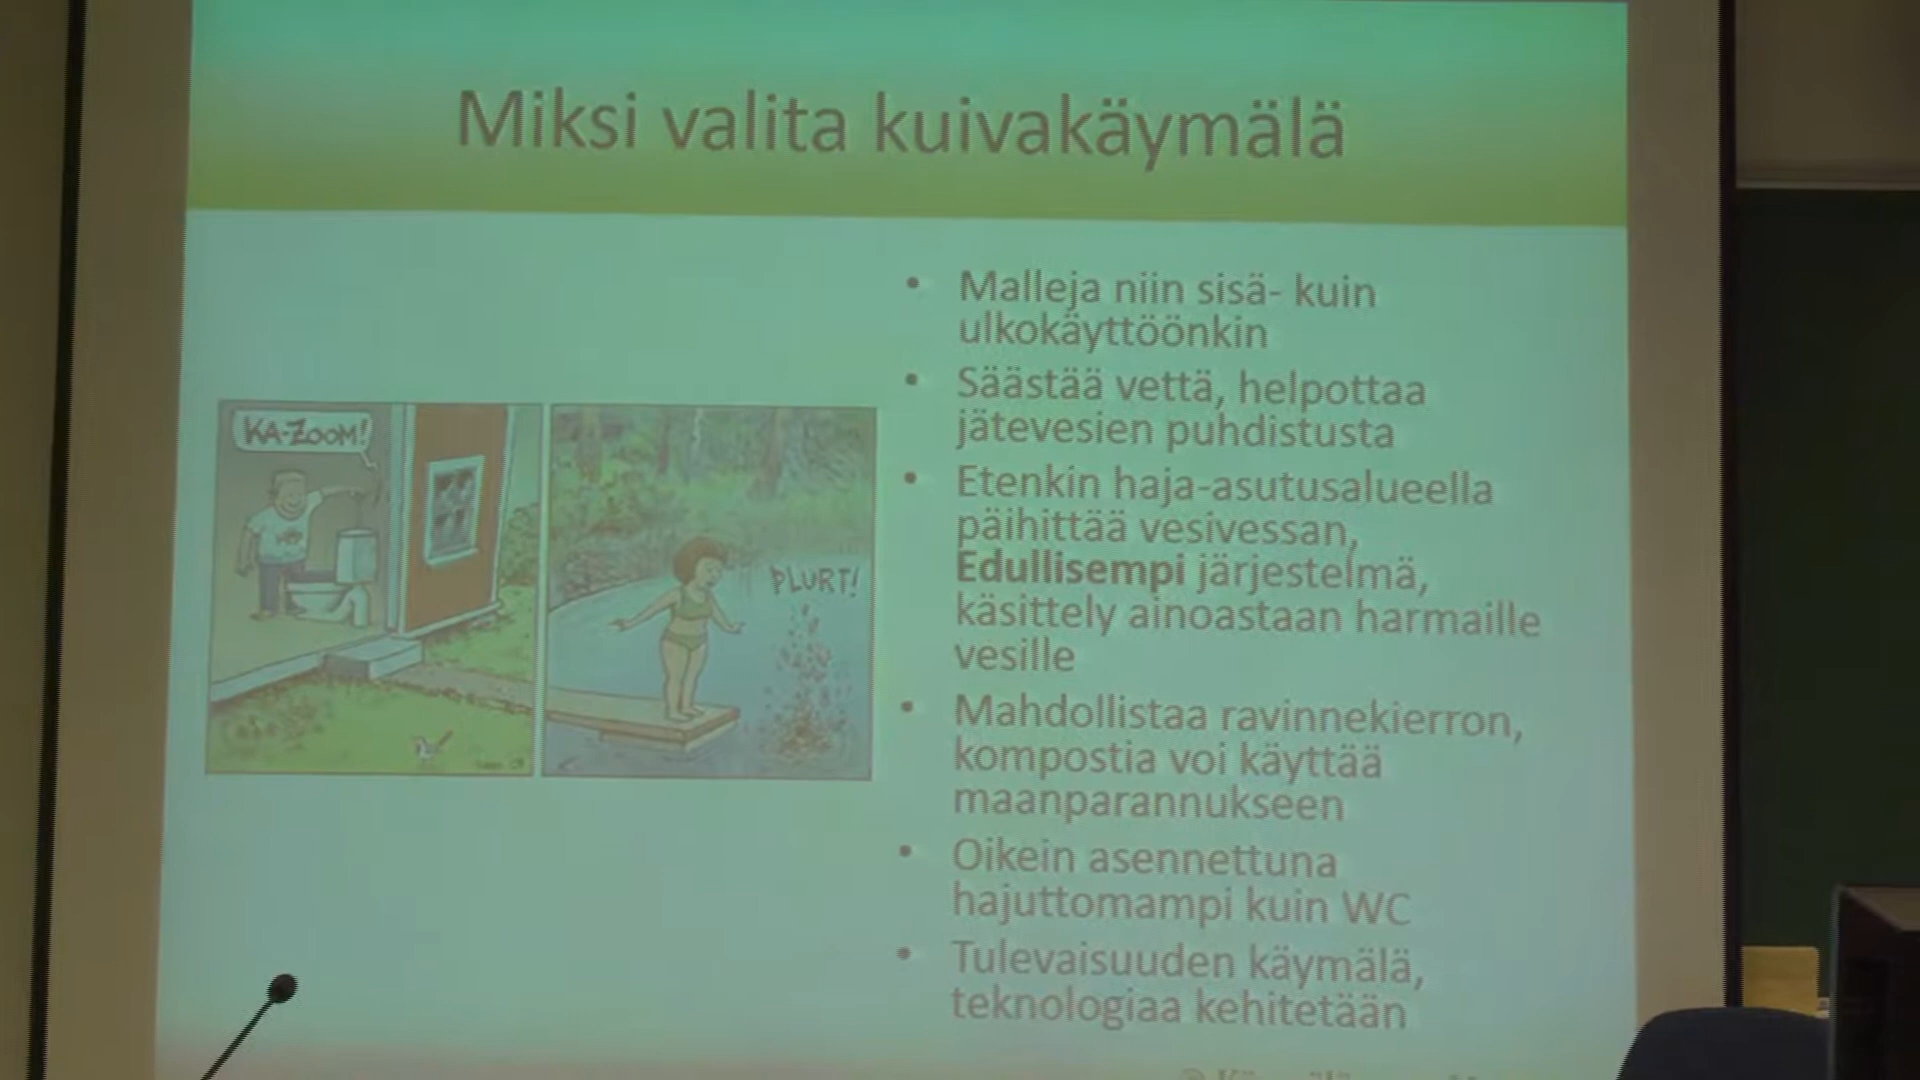 Miksi valita kuivakäymälä
KA-ZOOM!
PLURT!
• Malleja niin sisä- kuin
ulkokäyttöönkin
• Säästää vettä, helpottaa
jätevesien puhdistusta
• Etenkin haja-asutusalueella
päihittää vesivessan,
Edullisempi järjestelmä,
käsittely ainoastaan harmaille
vesille
• Mahdollistaa ravinnekierron,
kompostia voi käyttää
maanparannukseen
• Oikein asennettuna
hajuttomampi kuin WC
• Tulevaisuuden käymälä,
teknologiaa kehitetään